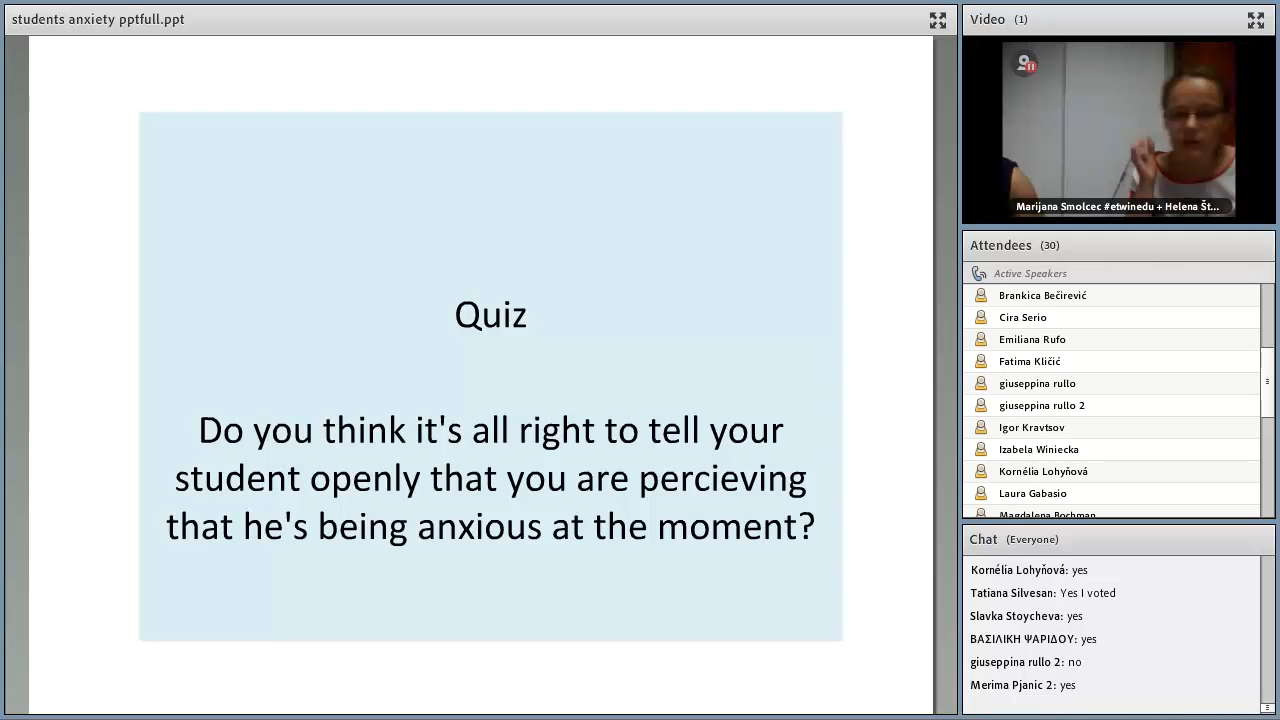 students anxiety pptfull.ppt
Quiz
Do you think it's all right to tell your
student openly that you are percieving
that he's being anxious at the moment?
Video (1)
Marijana Smolcec #etwinedu + Helena Št...
Attendees (30)
Active Speakers
Brankica Bečirević
Cira Serio
Emiliana Rufo
Fatima Kličić
giuseppina rullo
giuseppina rullo 2
Igor Kravtsov
Izabela Winiecka
Kornélia Lohyňová
Laura Gabasio
Magdalena Bochman
Chat (Everyone)
Kornélia Lohyňová: yes
Tatiana Silvesan: Yes I voted
Slavka Stoycheva: yes
ΒΑΣΙΛΙΚΗ ΨΑΡΙΔΟΥ: yes
giuseppina rullo 2: no
Merima Pjanic 2: yes